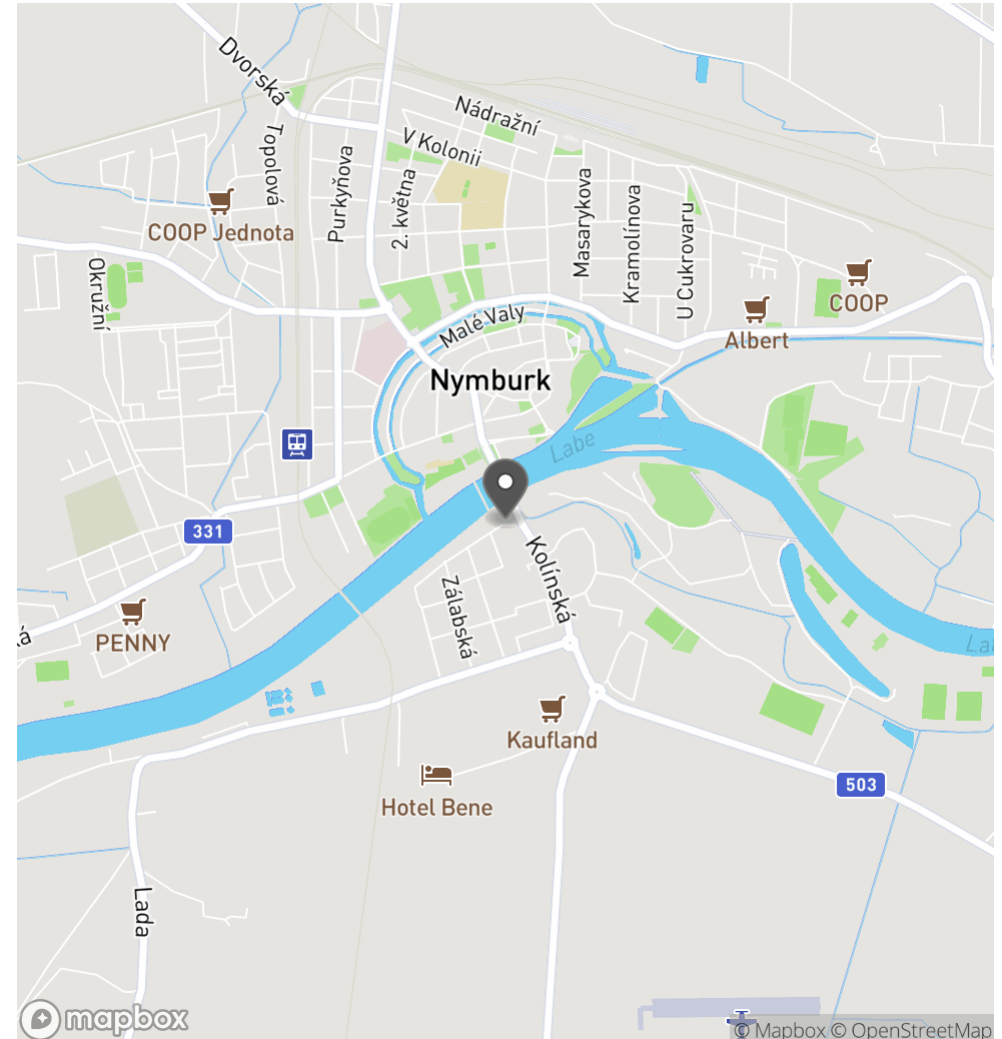 Dvorská
Nádražní
V Kolonii
Topolová
Purkyňova
2. května
Masarykova
Kramolínova
U Cukrovaru
COOP Jednota
Okružní
COOP
Malé Valy
Albert
Nymburk
Labe
331
Kolínská
Zálabská
PENNY
Kaufland
Hotel Bene
503
Lada
mapbox
© Mapbox © OpenStreetMap